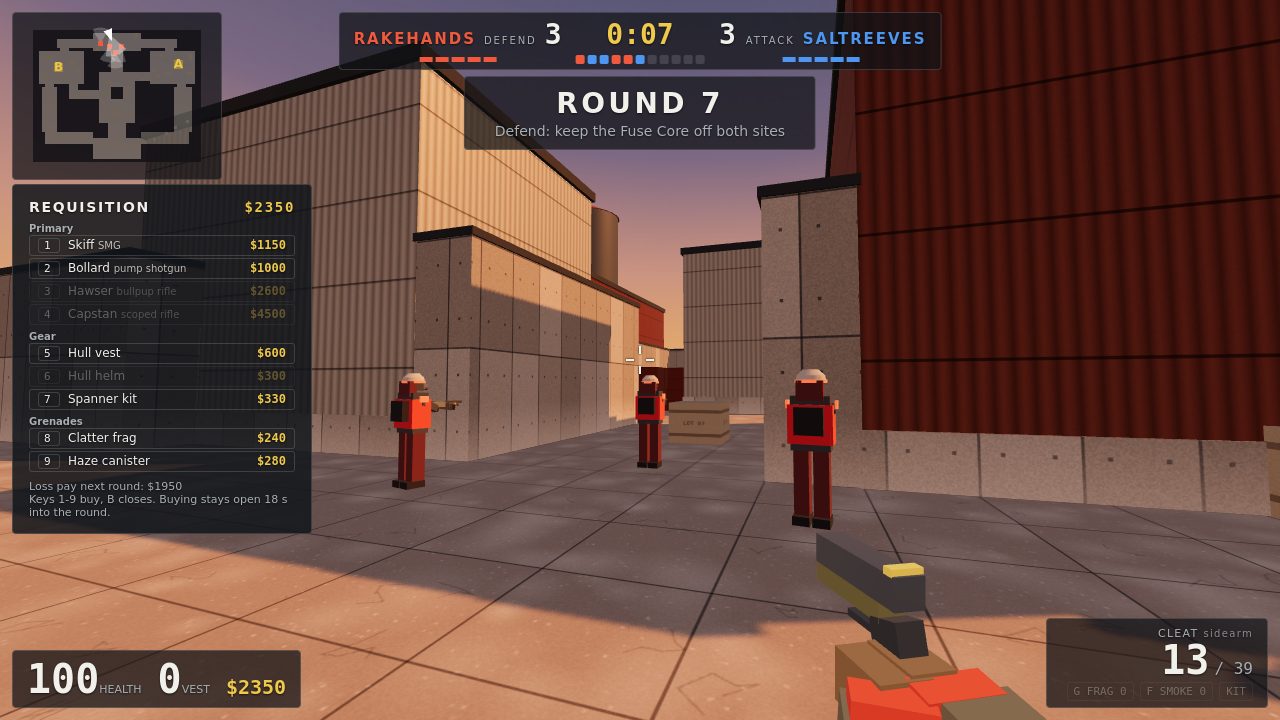 RAKEHANDS DEFEND 3 0:07 3 ATTACK SALTREEVES
B
A
ROUND 7
Defend: keep the Fuse Core off both sites
REQUISITION $2350
Primary
1 Skiff SMG $1150
2 Bollard pump shotgun $1000
3 Hawser bullpup rifle $2600
4 Capstan scoped rifle $4500
Gear
5 Hull vest $600
6 Hull helm $300
7 Spanner kit $330
Grenades
8 Clatter frag $240
9 Haze canister $280
Loss pay next round: $1950
Keys 1-9 buy, B closes. Buying stays open 18 s
into the round.
100 HEALTH 0 VEST $2350
CLEAT sidearm
13 / 39
G FRAG 0 F SMOKE 0 KIT